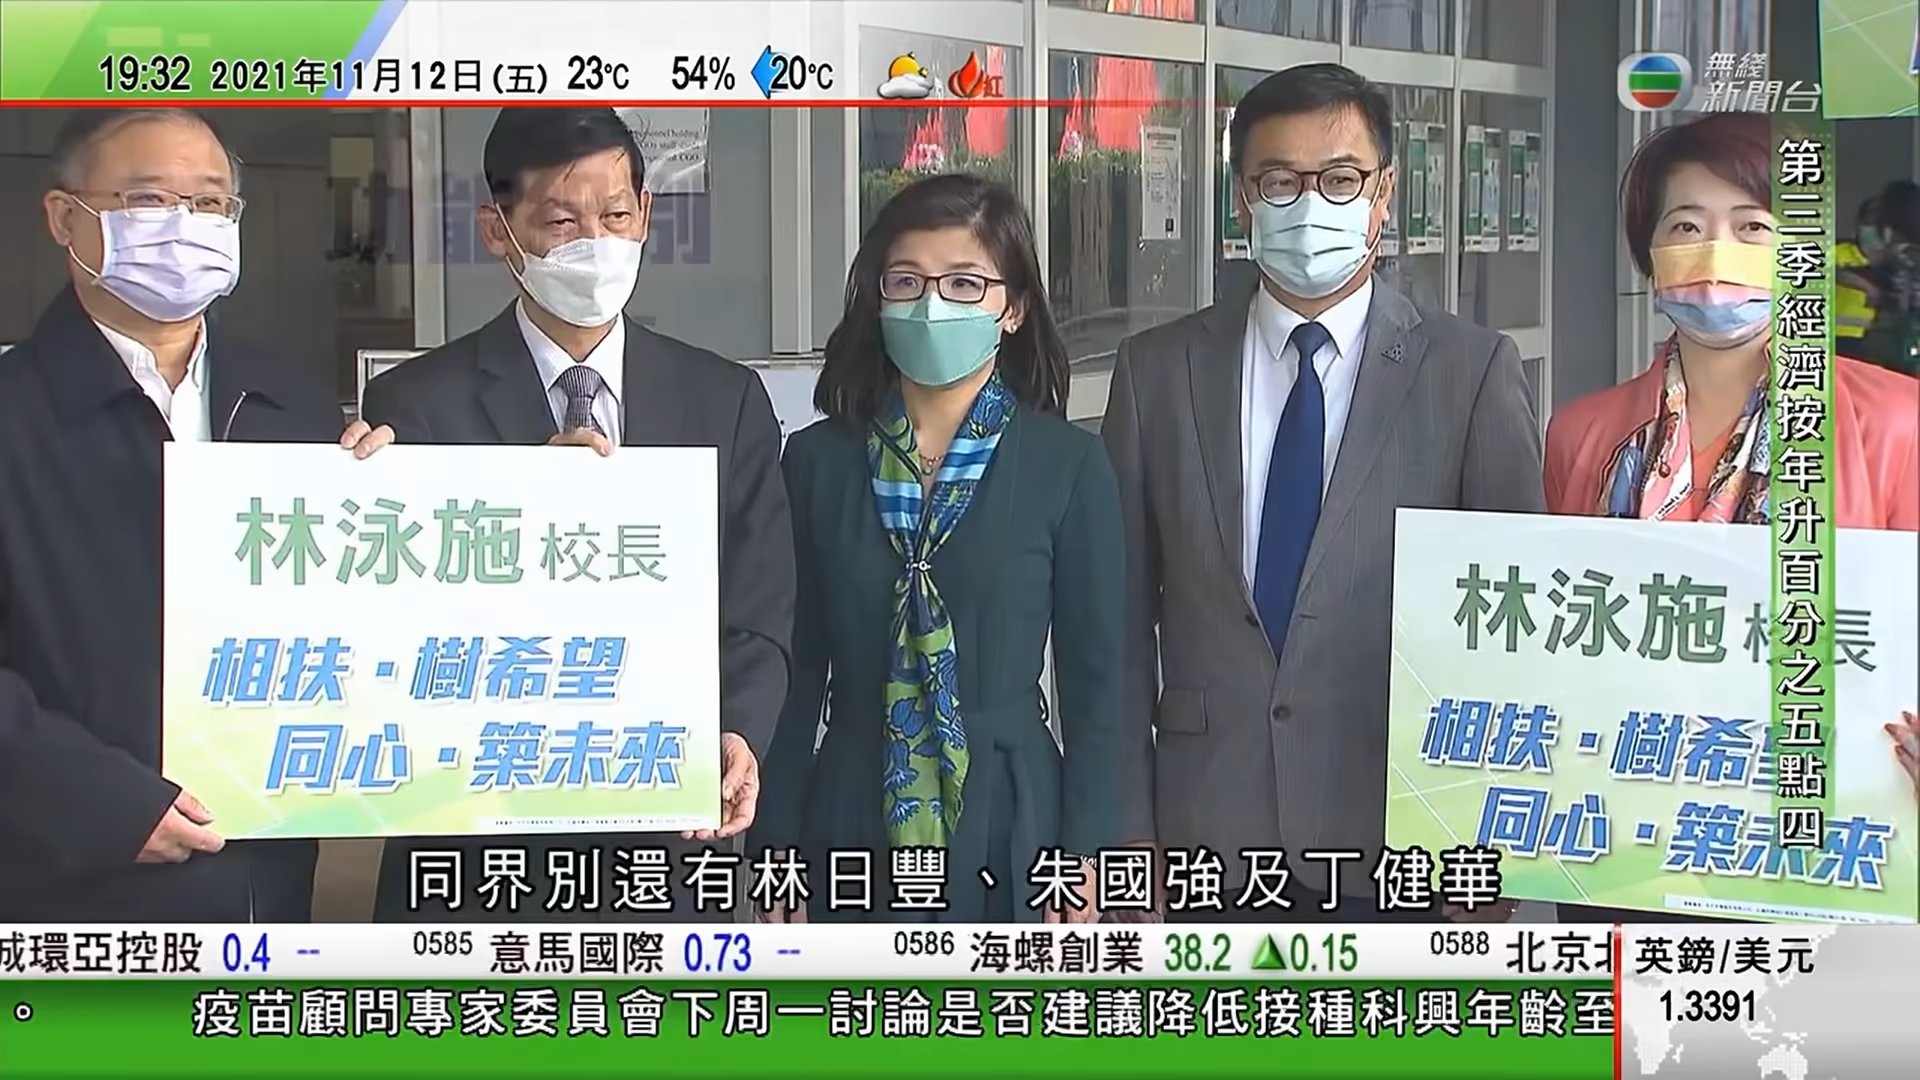 19:32 2021年11月12日(五) 23℃ 54% 20℃ 紅
無綫
新聞台
第三季經濟按年升百分之五點四
林泳施 校長
相扶·樹希望
同心·築未來
林泳施 校長
相扶·樹希望
同心·築未來
同界別還有林日豐、朱國強及丁健華
成環亞控股 0.4 -- 0585 意馬國際 0.73 -- 0586 海螺創業 38.2 ▲0.15 0588 北京北
英鎊/美元
1.3391
。 疫苗顧問專家委員會下周一討論是否建議降低接種科興年齡至